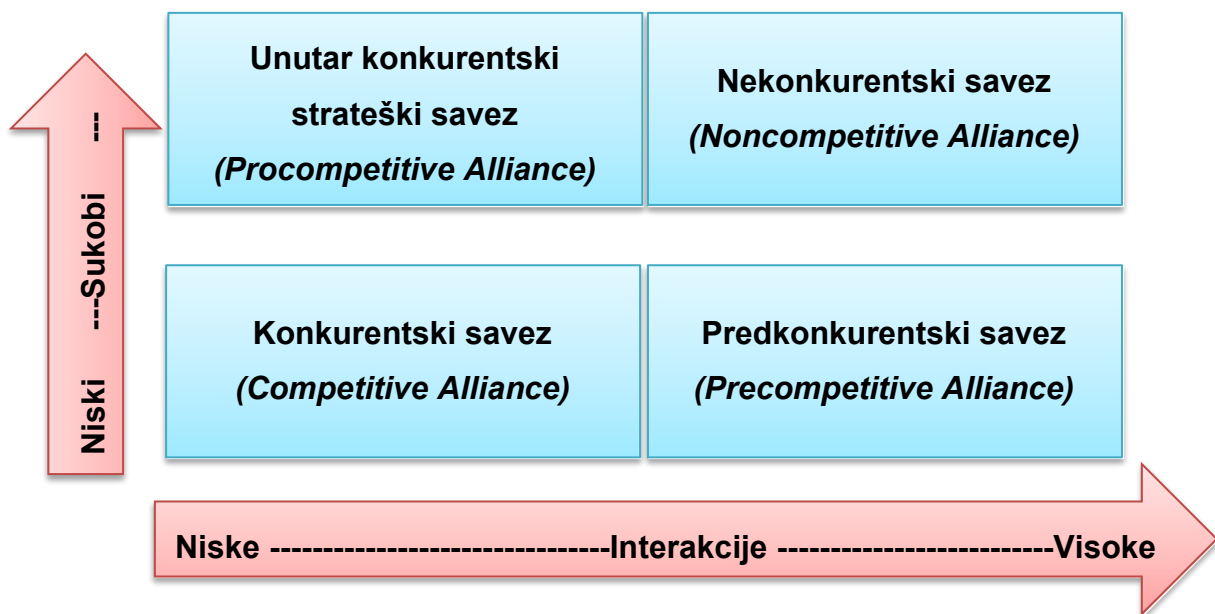 Unutar konkurentski
strateški savez
(Procompetitive Alliance)
Nekonkurentski savez
(Noncompetitive Alliance)
Niski ---Sukobi ---
Konkurentski savez
(Competitive Alliance)
Predkonkurentski savez
(Precompetitive Alliance)
Niske --------------------------------Interakcije --------------------------Visoke